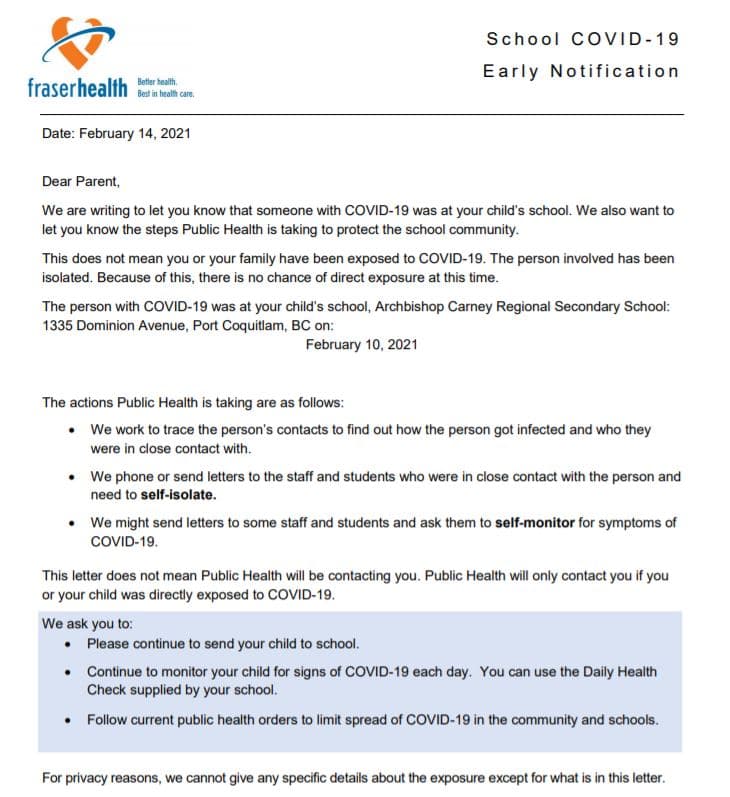 School COVID-19
Early Notification
fraserhealth
Better health.
Best in health care.
Date: February 14, 2021
Dear Parent,
We are writing to let you know that someone with COVID-19 was at your child's school. We also want to
let you know the steps Public Health is taking to protect the school community.
This does not mean you or your family have been exposed to COVID-19. The person involved has been
isolated. Because of this, there is no chance of direct exposure at this time.
The person with COVID-19 was at your child's school, Archbishop Carney Regional Secondary School:
1335 Dominion Avenue, Port Coquitlam, BC on:
February 10, 2021
The actions Public Health is taking are as follows:
• We work to trace the person's contacts to find out how the person got infected and who they
were in close contact with.
• We phone or send letters to the staff and students who were in close contact with the person and
need to self-isolate.
• We might send letters to some staff and students and ask them to self-monitor for symptoms of
COVID-19.
This letter does not mean Public Health will be contacting you. Public Health will only contact you if you
or your child was directly exposed to COVID-19.
We ask you to:
• Please continue to send your child to school.
• Continue to monitor your child for signs of COVID-19 each day. You can use the Daily Health
Check supplied by your school.
• Follow current public health orders to limit spread of COVID-19 in the community and schools.
For privacy reasons, we cannot give any specific details about the exposure except for what is in this letter.